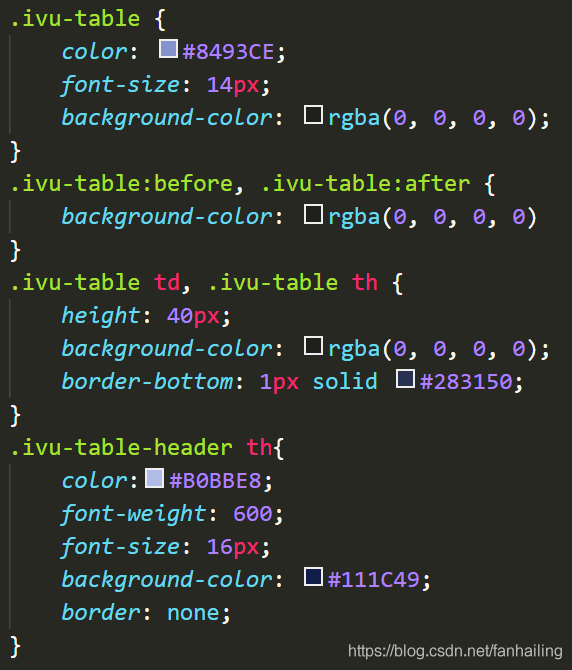 .ivu-table {
    color: #8493CE;
    font-size: 14px;
    background-color: rgba(0, 0, 0, 0);
}
.ivu-table:before, .ivu-table:after {
    background-color: rgba(0, 0, 0, 0)
}
.ivu-table td, .ivu-table th {
    height: 40px;
    background-color: rgba(0, 0, 0, 0);
    border-bottom: 1px solid #283150;
}
.ivu-table-header th{
    color:#B0BBE8;
    font-weight: 600;
    font-size: 16px;
    background-color: #111C49;
    border: none;
}
https://blog.csdn.net/fanhailing